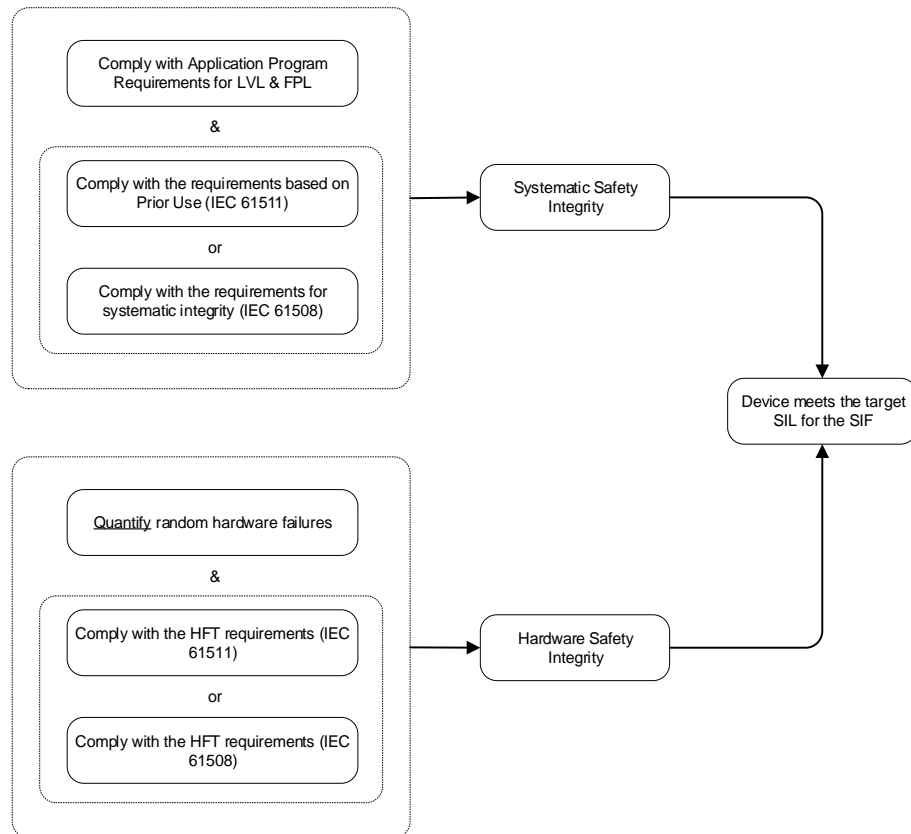 Comply with Application Program
Requirements for LVL & FPL
&
Comply with the requirements based on
Prior Use (IEC 61511)
or
Comply with the requirements for
systematic integrity (IEC 61508)
Systematic Safety
Integrity
Device meets the target
SIL for the SIF
Quantify random hardware failures
&
Comply with the HFT requirements (IEC
61511)
or
Comply with the HFT requirements (IEC
61508)
Hardware Safety
Integrity